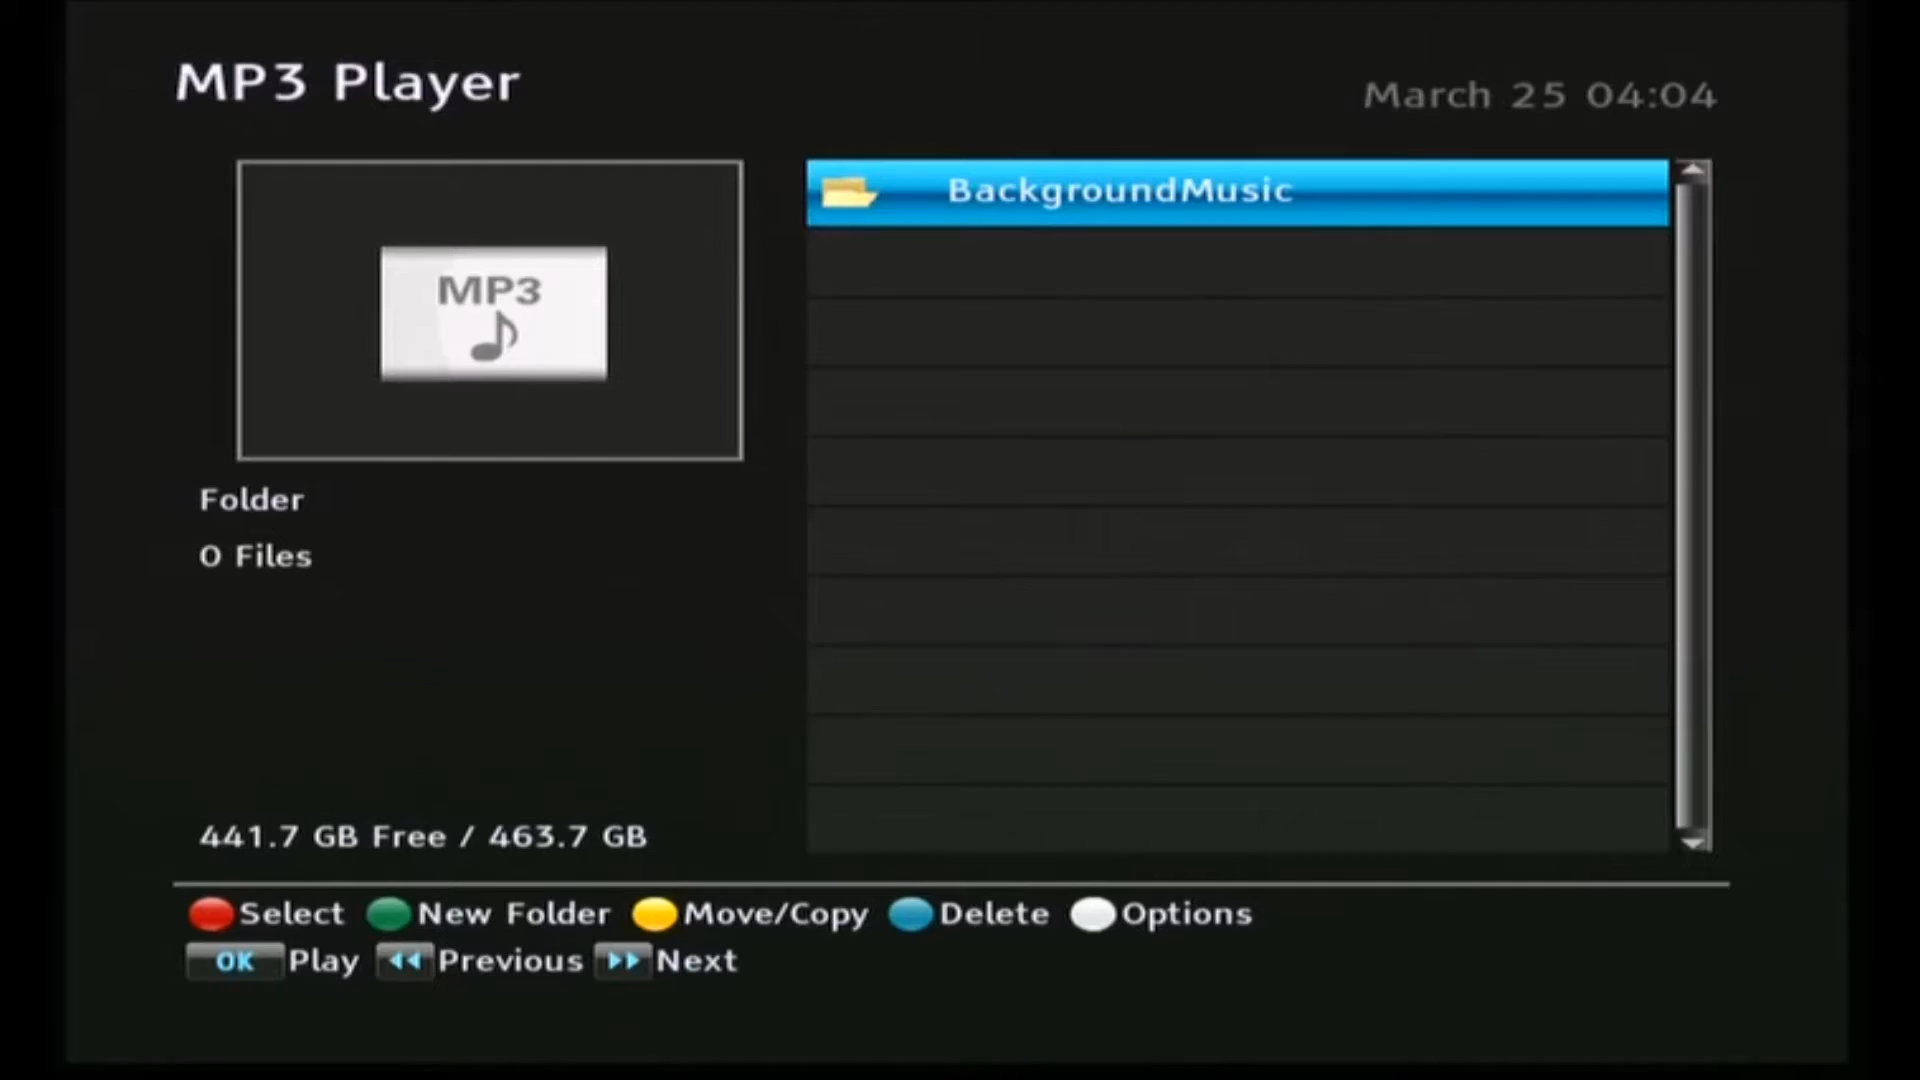 MP3 Player
March 25 04:04
MP3
BackgroundMusic
Folder
0 Files
441.7 GB Free / 463.7 GB
Select New Folder Move/Copy Delete Options
OK Play Previous Next